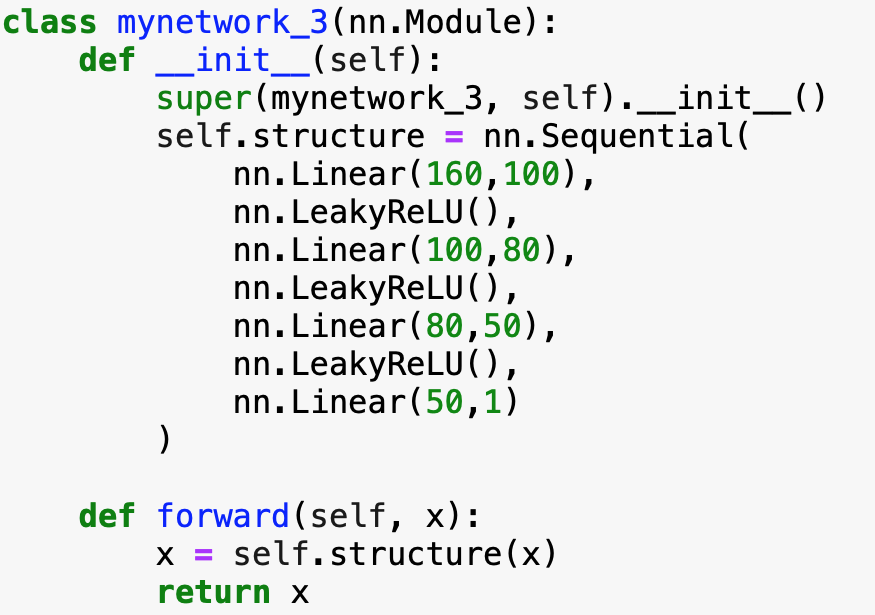 class mynetwork_3(nn.Module):
    def __init__(self):
        super(mynetwork_3, self).__init__()
        self.structure = nn.Sequential(
            nn.Linear(160,100),
            nn.LeakyReLU(),
            nn.Linear(100,80),
            nn.LeakyReLU(),
            nn.Linear(80,50),
            nn.LeakyReLU(),
            nn.Linear(50,1)
        )

    def forward(self, x):
        x = self.structure(x)
        return x